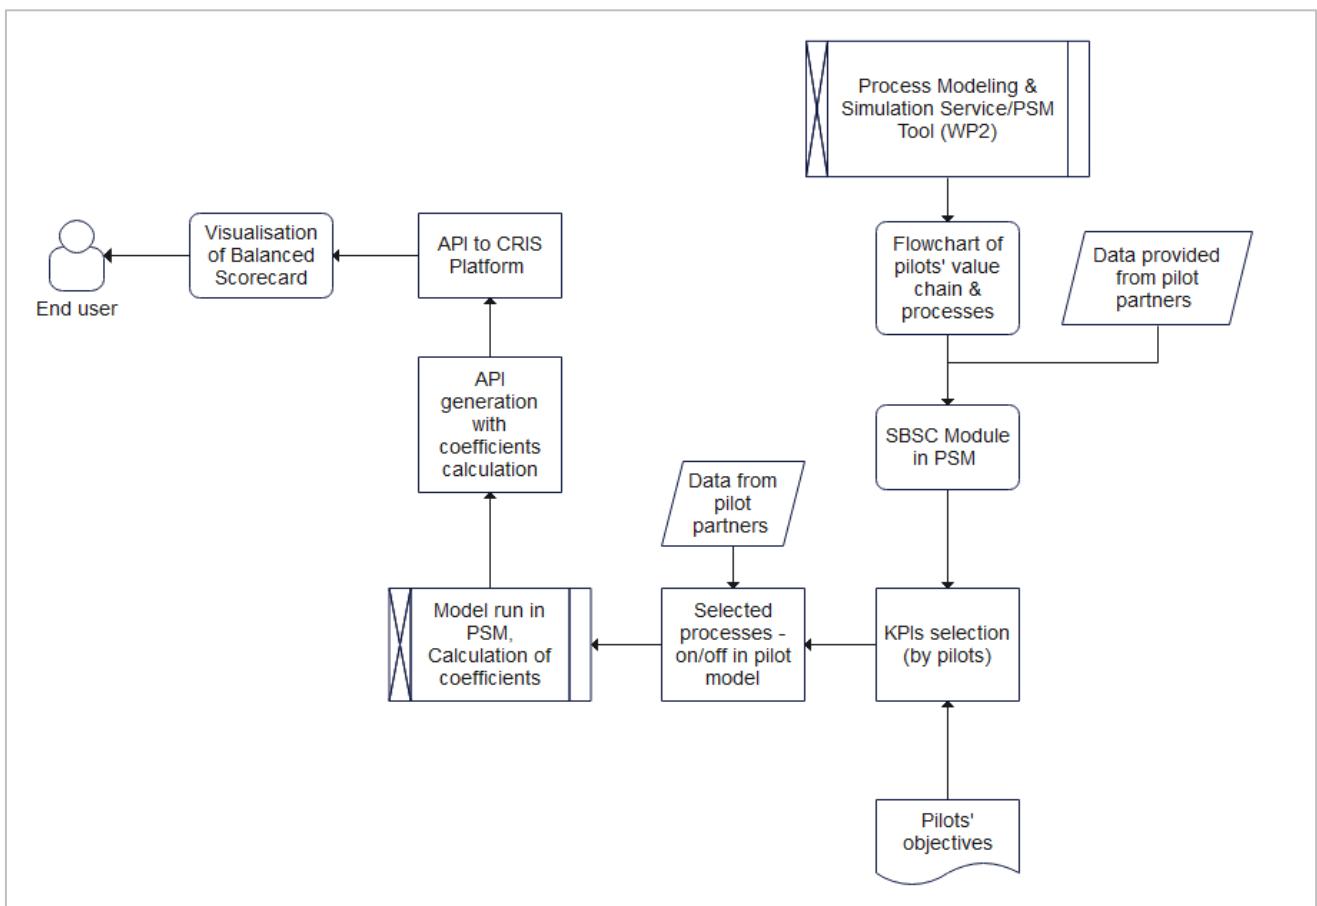 Process Modeling &
Simulation Service/PSM
Tool (WP2)
Visualisation
of Balanced
Scorecard
API to CRIS
Platform
Flowchart of
pilots' value
chain &
processes
Data provided
from pilot
partners
End user
API
generation
with
coefficients
calculation
SBSC Module
in PSM
Data from
pilot
partners
Model run in
PSM,
Calculation of
coefficients
Selected
processes -
on/off in pilot
model
KPIs selection
(by pilots)
Pilots'
objectives